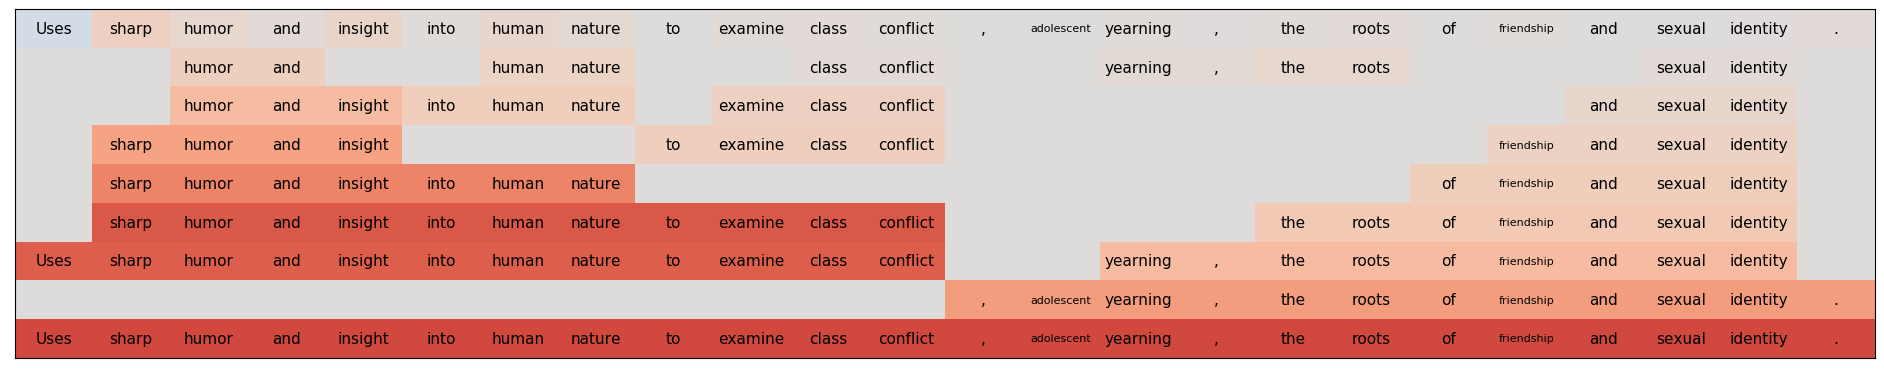 Uses sharp humor and insight into human nature to examine class conflict , adolescent yearning , the roots of friendship and sexual identity .
humor and human nature class conflict yearning , the roots sexual identity
humor and insight into human nature examine class conflict and sexual identity
sharp humor and insight to examine class conflict friendship and sexual identity
sharp humor and insight into human nature of friendship and sexual identity
sharp humor and insight into human nature to examine class conflict the roots of friendship and sexual identity
Uses sharp humor and insight into human nature to examine class conflict yearning , the roots of friendship and sexual identity
, adolescent yearning , the roots of friendship and sexual identity .
Uses sharp humor and insight into human nature to examine class conflict , adolescent yearning , the roots of friendship and sexual identity .